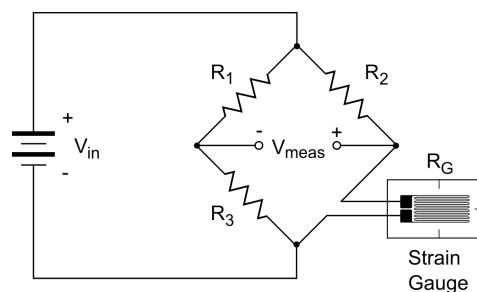 R1
R2
+
Vin
-
- Vmeas +
R3
RG
Strain
Gauge